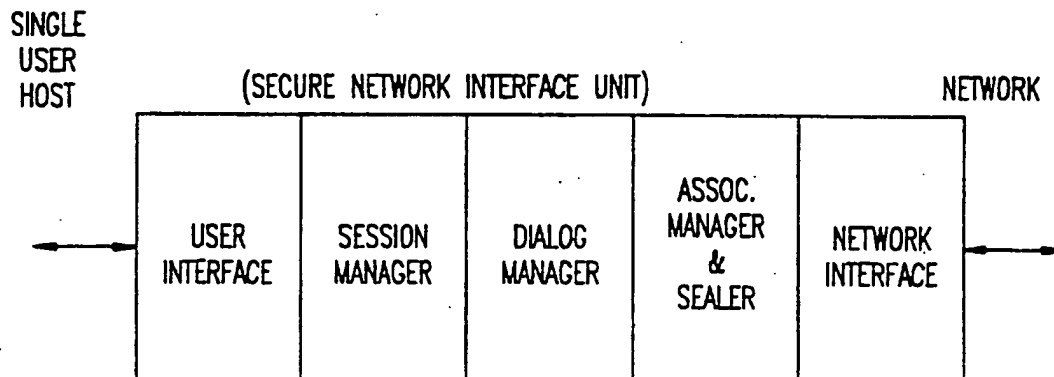 SINGLE
USER
HOST
(SECURE NETWORK INTERFACE UNIT)
NETWORK
USER
INTERFACE
SESSION
MANAGER
DIALOG
MANAGER
ASSOC.
MANAGER
&
SEALER
NETWORK
INTERFACE